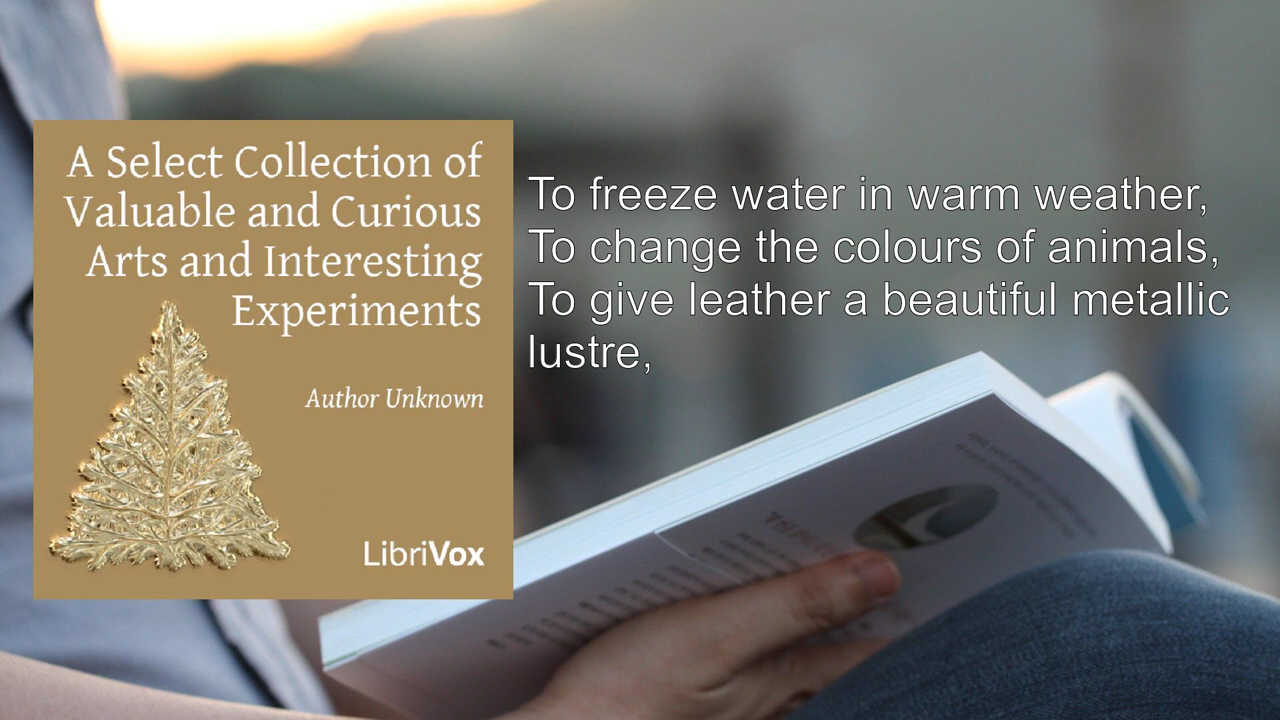 A Select Collection of
Valuable and Curious
Arts and Interesting
Experiments
Author Unknown
LibriVox
To freeze water in warm weather,
To change the colours of animals,
To give leather a beautiful metallic
lustre,